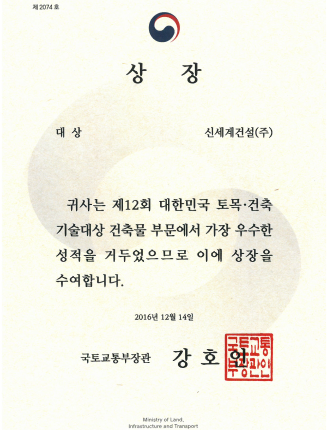 제2074호
상 장
대 상 신세계건설(주)
귀사는 제12회 대한민국 토목·건축
기술대상 건축물 부문에서 가장 우수한
성적을 거두었으므로 이에 상장을
수여합니다.
2016년 12월 14일
국토교통부장관 강 호 인
국토교통
부장관인
Ministry of Land,
Infrastructure and Transport